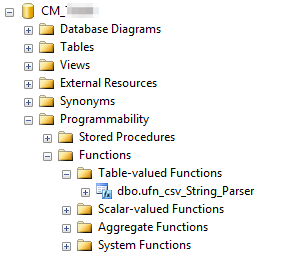 CM_
Database Diagrams
Tables
Views
External Resources
Synonyms
Programmability
Stored Procedures
Functions
Table-valued Functions
dbo.ufn_csv_String_Parser
Scalar-valued Functions
Aggregate Functions
System Functions